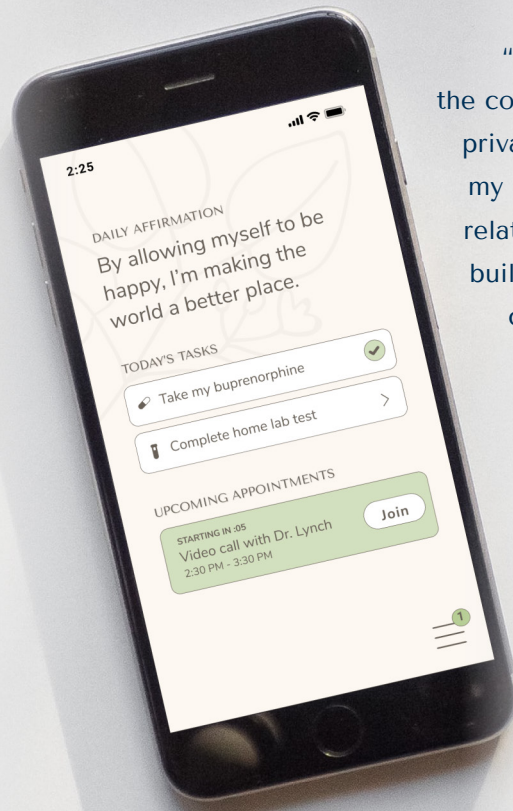 “
the co
priva
my
relat
buil
2:25
DAILY AFFIRMATION
By allowing myself to be
happy, I’m making the
world a better place.
TODAY’S TASKS
Take my buprenorphine
Complete home lab test
UPCOMING APPOINTMENTS
STARTING IN :05
Video call with Dr. Lynch
2:30 PM - 3:30 PM
Join
1